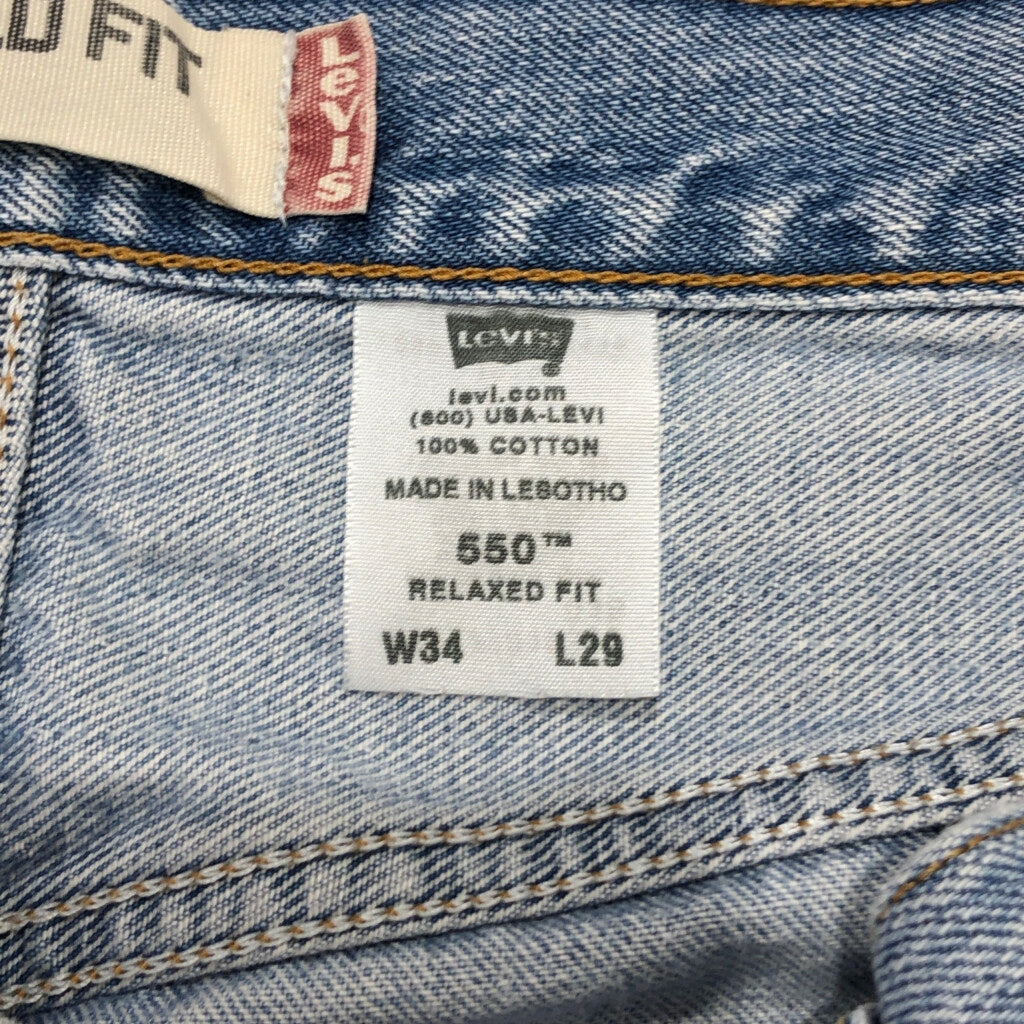 FIT
LEVI'S
LEVI'S
®
levi.com
(800) USA-LEVI
100% COTTON
MADE IN LESOTHO
550™
RELAXED FIT
W34 L29